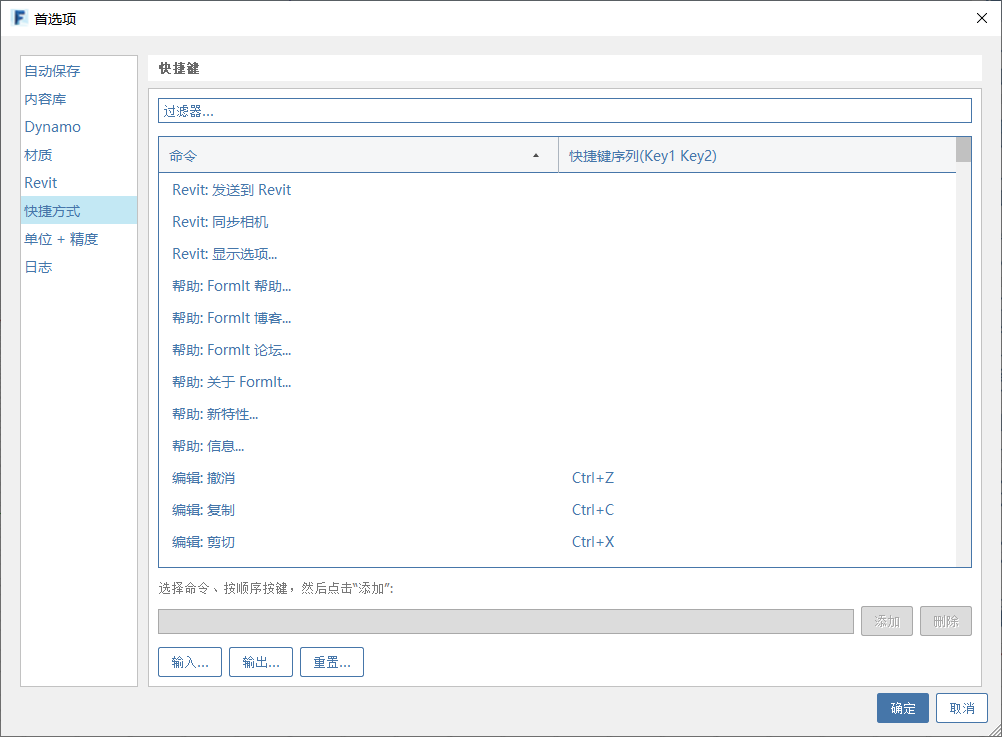 首选项
自动保存
内容库
Dynamo
材质
Revit
快捷方式
单位 + 精度
日志
快捷键
过滤器...
命令 快捷键序列(Key1 Key2)
Revit: 发送到 Revit
Revit: 同步相机
Revit: 显示选项...
帮助: FormIt 帮助...
帮助: FormIt 博客...
帮助: FormIt 论坛...
帮助: 关于 FormIt...
帮助: 新特性...
帮助: 信息...
编辑: 撤消 Ctrl+Z
编辑: 复制 Ctrl+C
编辑: 剪切 Ctrl+X
选择命令、按顺序按键，然后点击“添加”:
添加 删除
输入... 输出... 重置...
确定 取消